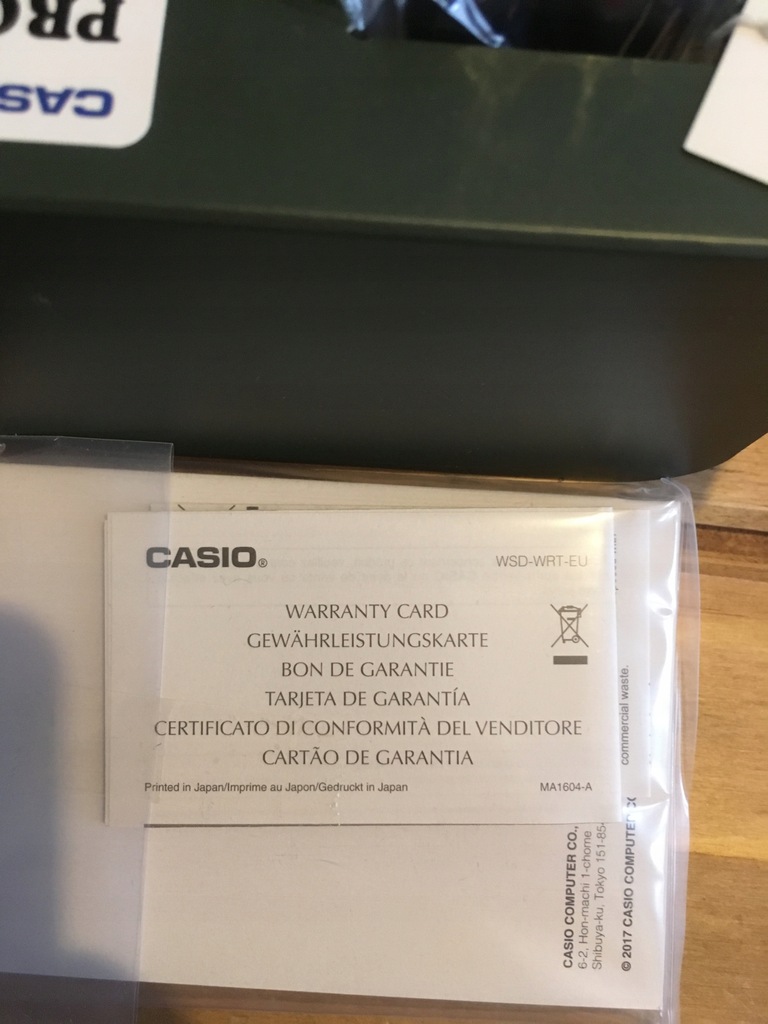 PRO
CAS
CASIO®
WSD-WRT-EU
WARRANTY CARD
GEWÄHRLEISTUNGSKARTE
BON DE GARANTIE
TARJETA DE GARANTÍA
CERTIFICATO DI CONFORMITÀ DEL VENDITORE
CARTÃO DE GARANTIA
Printed in Japan/Imprime au Japon/Gedruckt in Japan
MA1604-A
commercial waste.
CASIO COMPUTER CO.,
6-2, Hon-machi 1-chome
Shibuya-ku, Tokyo 151-85
© 2017 CASIO COMPUTER